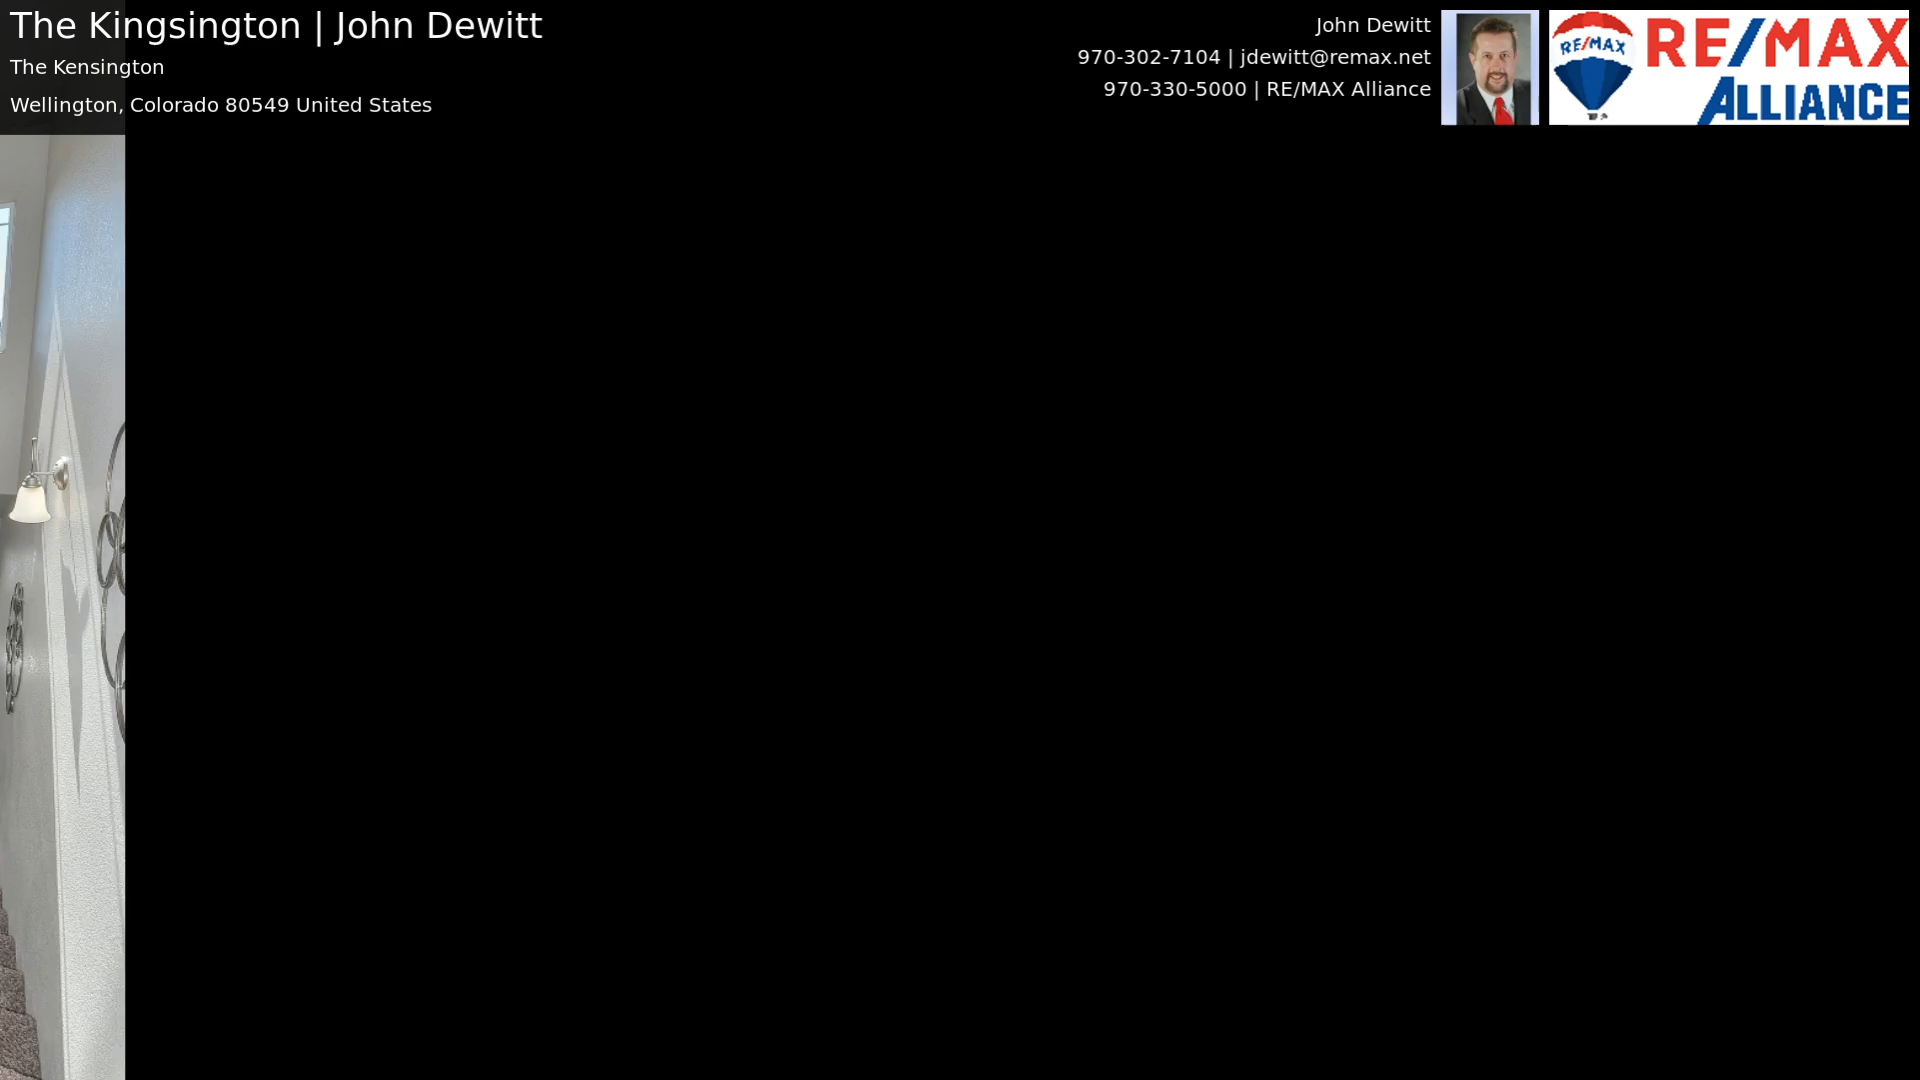 The Kingsington | John Dewitt
The Kensington
Wellington, Colorado 80549 United States
John Dewitt
970-302-7104 | jdewitt@remax.net
970-330-5000 | RE/MAX Alliance
RE/MAX
RE/MAX
ALLIANCE